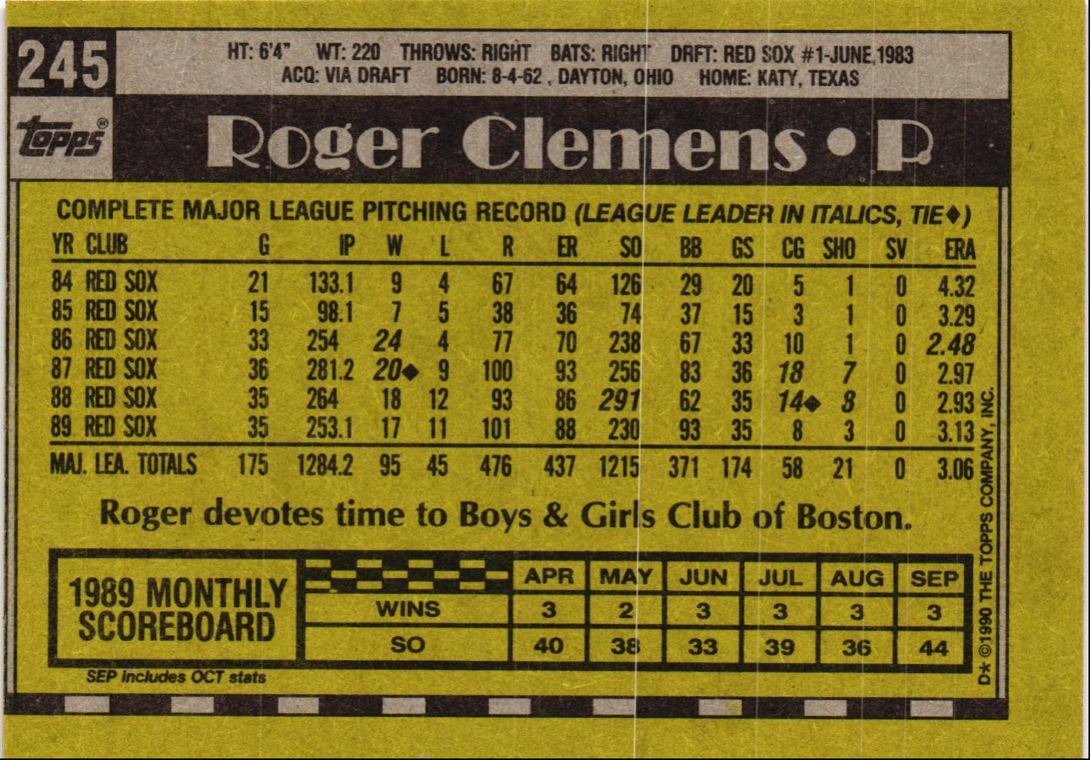 245
HT: 6'4" WT: 220 THROWS: RIGHT BATS: RIGHT DRFT: RED SOX #1-JUNE,1983
ACQ: VIA DRAFT BORN: 8-4-62, DAYTON, OHIO HOME: KATY, TEXAS
TOPPS®
Roger Clemens • P
COMPLETE MAJOR LEAGUE PITCHING RECORD (LEAGUE LEADER IN ITALICS, TIE♦)
YR CLUB G IP W L R ER SO BB GS CG SHO SV ERA
84 RED SOX 21 133.1 9 4 67 64 126 29 20 5 1 0 4.32
85 RED SOX 15 98.1 7 5 38 36 74 37 15 3 1 0 3.29
86 RED SOX 33 254 24 4 77 70 238 67 33 10 1 0 2.48
87 RED SOX 36 281.2 20♦ 9 100 93 256 83 36 18 7 0 2.97
88 RED SOX 35 264 18 12 93 86 291 62 35 14♦ 8 0 2.93
89 RED SOX 35 253.1 17 11 101 88 230 93 35 8 3 0 3.13
MAJ. LEA. TOTALS 175 1284.2 95 45 476 437 1215 371 174 58 21 0 3.06
Roger devotes time to Boys & Girls Club of Boston.
1989 MONTHLY
SCOREBOARD
APR MAY JUN JUL AUG SEP
WINS 3 2 3 3 3 3
SO 40 38 33 39 36 44
SEP Includes OCT stats
D★ ©1990 THE TOPPS COMPANY, INC.